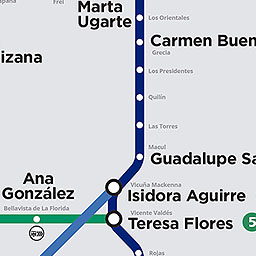 Frei
Marta
Ugarte
Los Orientales
Carmen Buen
Grecia
izana
Los Presidentes
Quilín
Las Torres
Macul
Guadalupe Sa
Ana
González
Vicuña Mackenna
Isidora Aguirre
Bellavista de La Florida
Vicente Valdés
Teresa Flores
5
Rojas